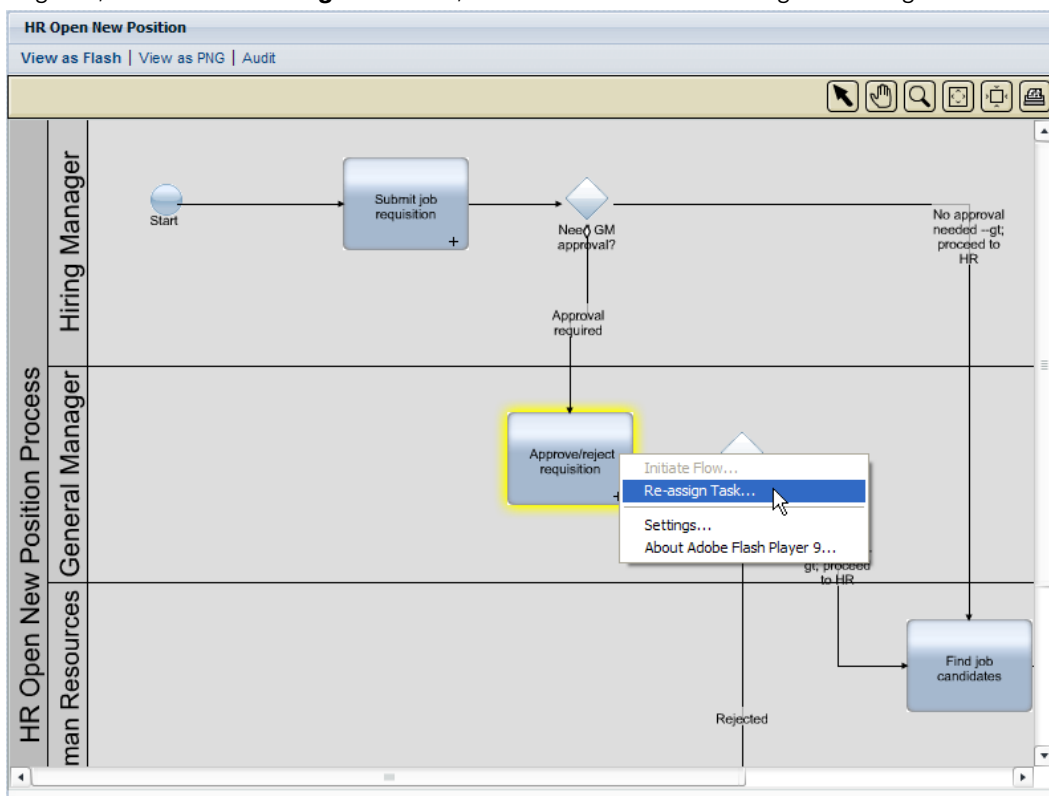 HR Open New Position
View as Flash | View as PNG | Audit
HR Open New Position Process
Hiring Manager
Start
Submit job
requisition
+
Need GM
approval?
No approval
needed --gt;
proceed to
HR
Approval
required
General Manager
Approve/reject
requisition
+
Initiate Flow...
Re-assign Task...
Settings...
About Adobe Flash Player 9...
gt; proceed
to HR
man Resources
Find job
candidates
Rejected